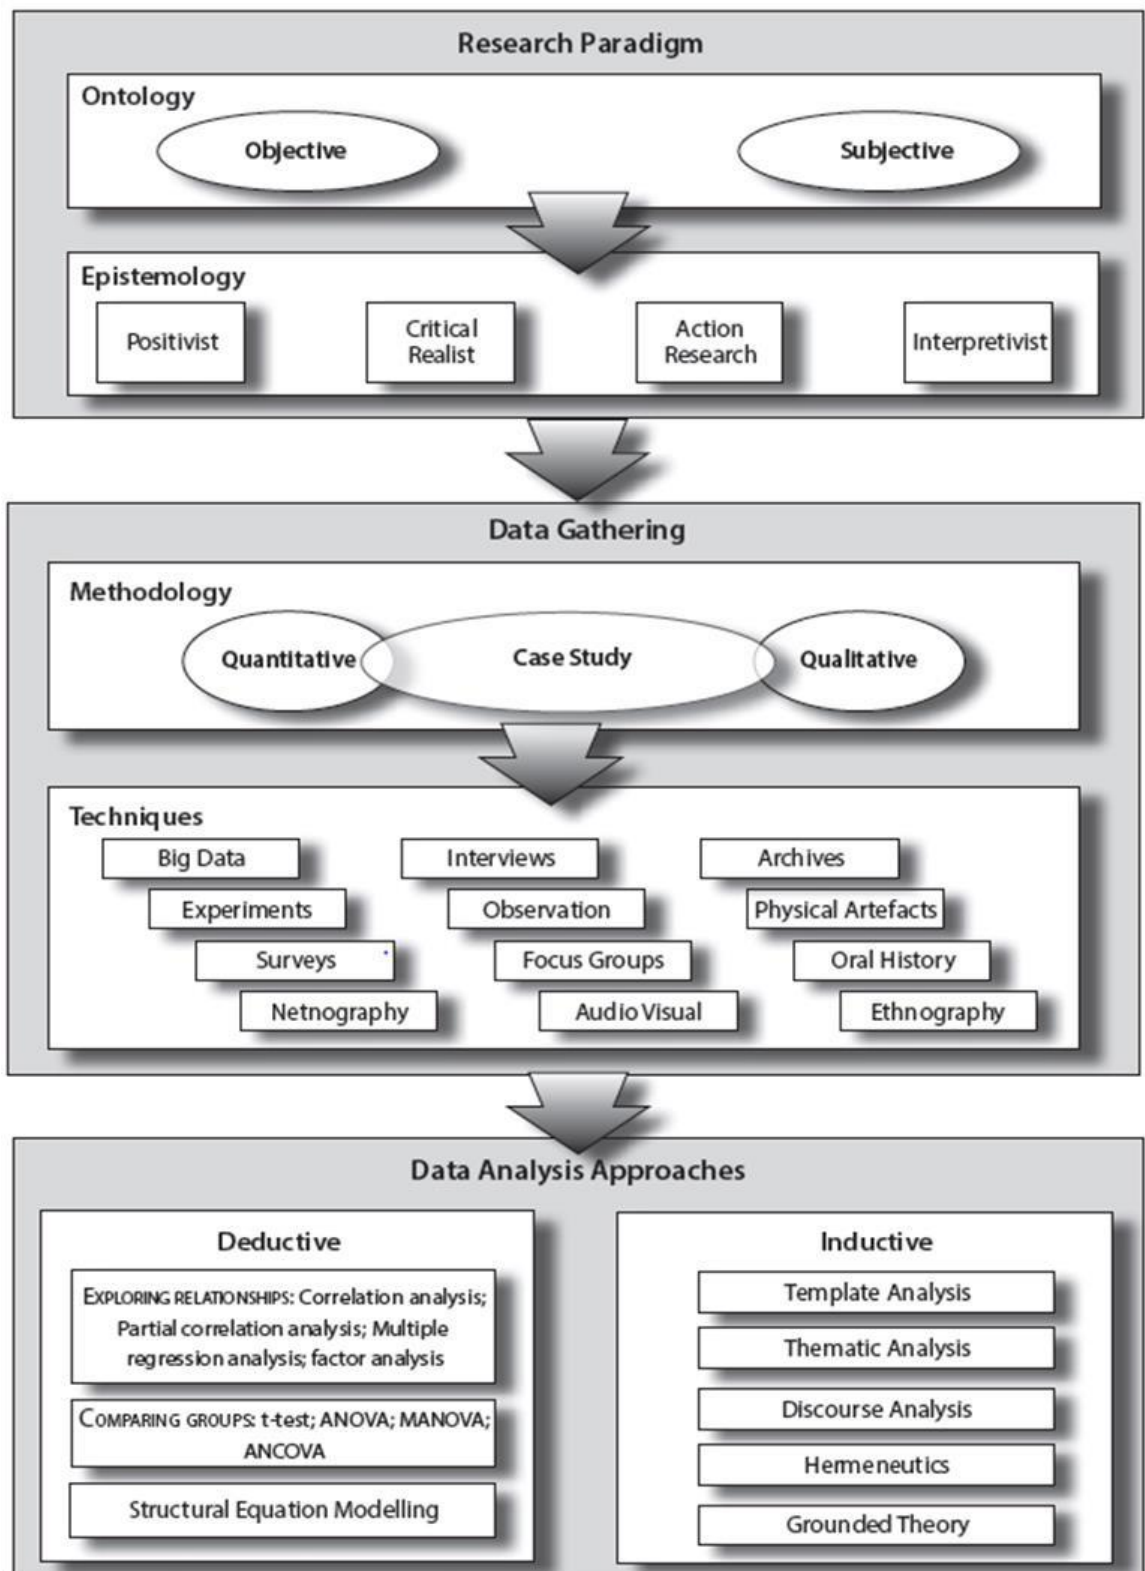 Research Paradigm
Ontology
Objective
Subjective
Epistemology
Positivist
Critical
Realist
Action
Research
Interpretivist
Data Gathering
Methodology
Quantitative
Case Study
Qualitative
Techniques
Big Data
Experiments
Surveys
Netnography
Interviews
Observation
Focus Groups
Audio Visual
Archives
Physical Artefacts
Oral History
Ethnography
Data Analysis Approaches
Deductive
EXPLORING RELATIONSHIPS: Correlation analysis;
Partial correlation analysis; Multiple
regression analysis; factor analysis
COMPARING GROUPS: t-test; ANOVA; MANOVA;
ANCOVA
Structural Equation Modelling
Inductive
Template Analysis
Thematic Analysis
Discourse Analysis
Hermeneutics
Grounded Theory